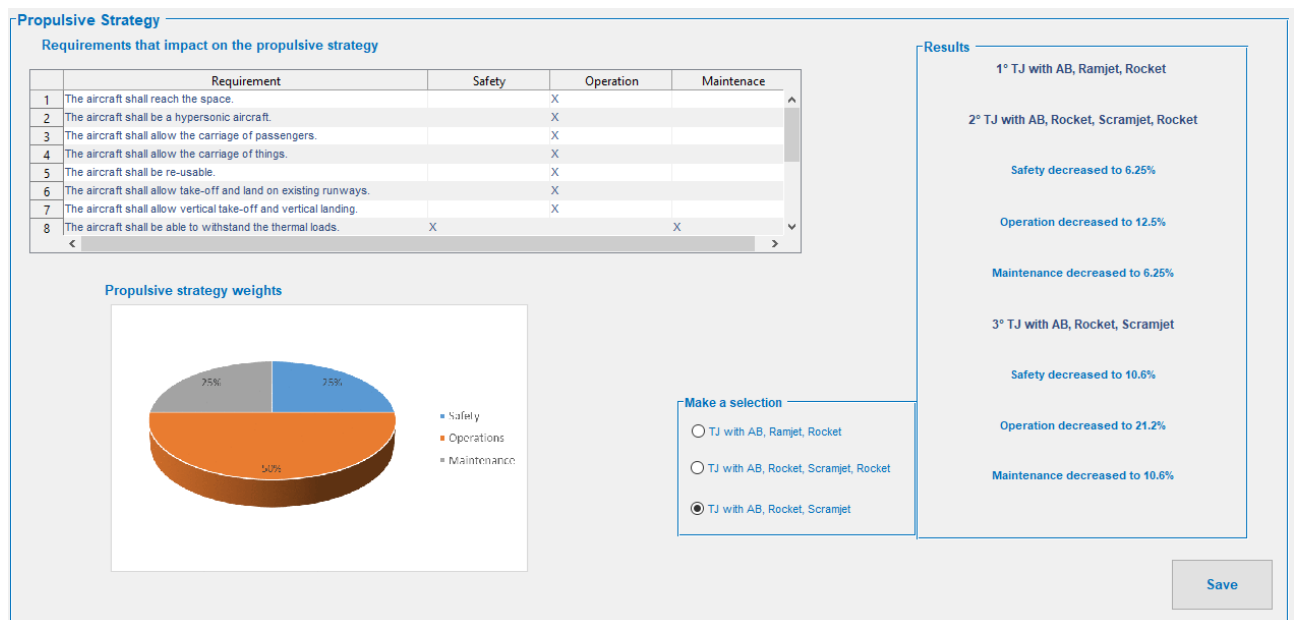 Propulsive Strategy
Requirements that impact on the propulsive strategy
Requirement Safety Operation Maintenace
1 The aircraft shall reach the space. X
2 The aircraft shall be a hypersonic aircraft. X
3 The aircraft shall allow the carriage of passengers. X
4 The aircraft shall allow the carriage of things. X
5 The aircraft shall be re-usable. X
6 The aircraft shall allow take-off and land on existing runways. X
7 The aircraft shall allow vertical take-off and vertical landing. X
8 The aircraft shall be able to withstand the thermal loads. X X
Propulsive strategy weights
25% 25%
50%
Safety
Operations
Maintenance
Make a selection
TJ with AB, Ramjet, Rocket
TJ with AB, Rocket, Scramjet, Rocket
TJ with AB, Rocket, Scramjet
Results
1° TJ with AB, Ramjet, Rocket
2° TJ with AB, Rocket, Scramjet, Rocket
Safety decreased to 6.25%
Operation decreased to 12.5%
Maintenance decreased to 6.25%
3° TJ with AB, Rocket, Scramjet
Safety decreased to 10.6%
Operation decreased to 21.2%
Maintenance decreased to 10.6%
Save